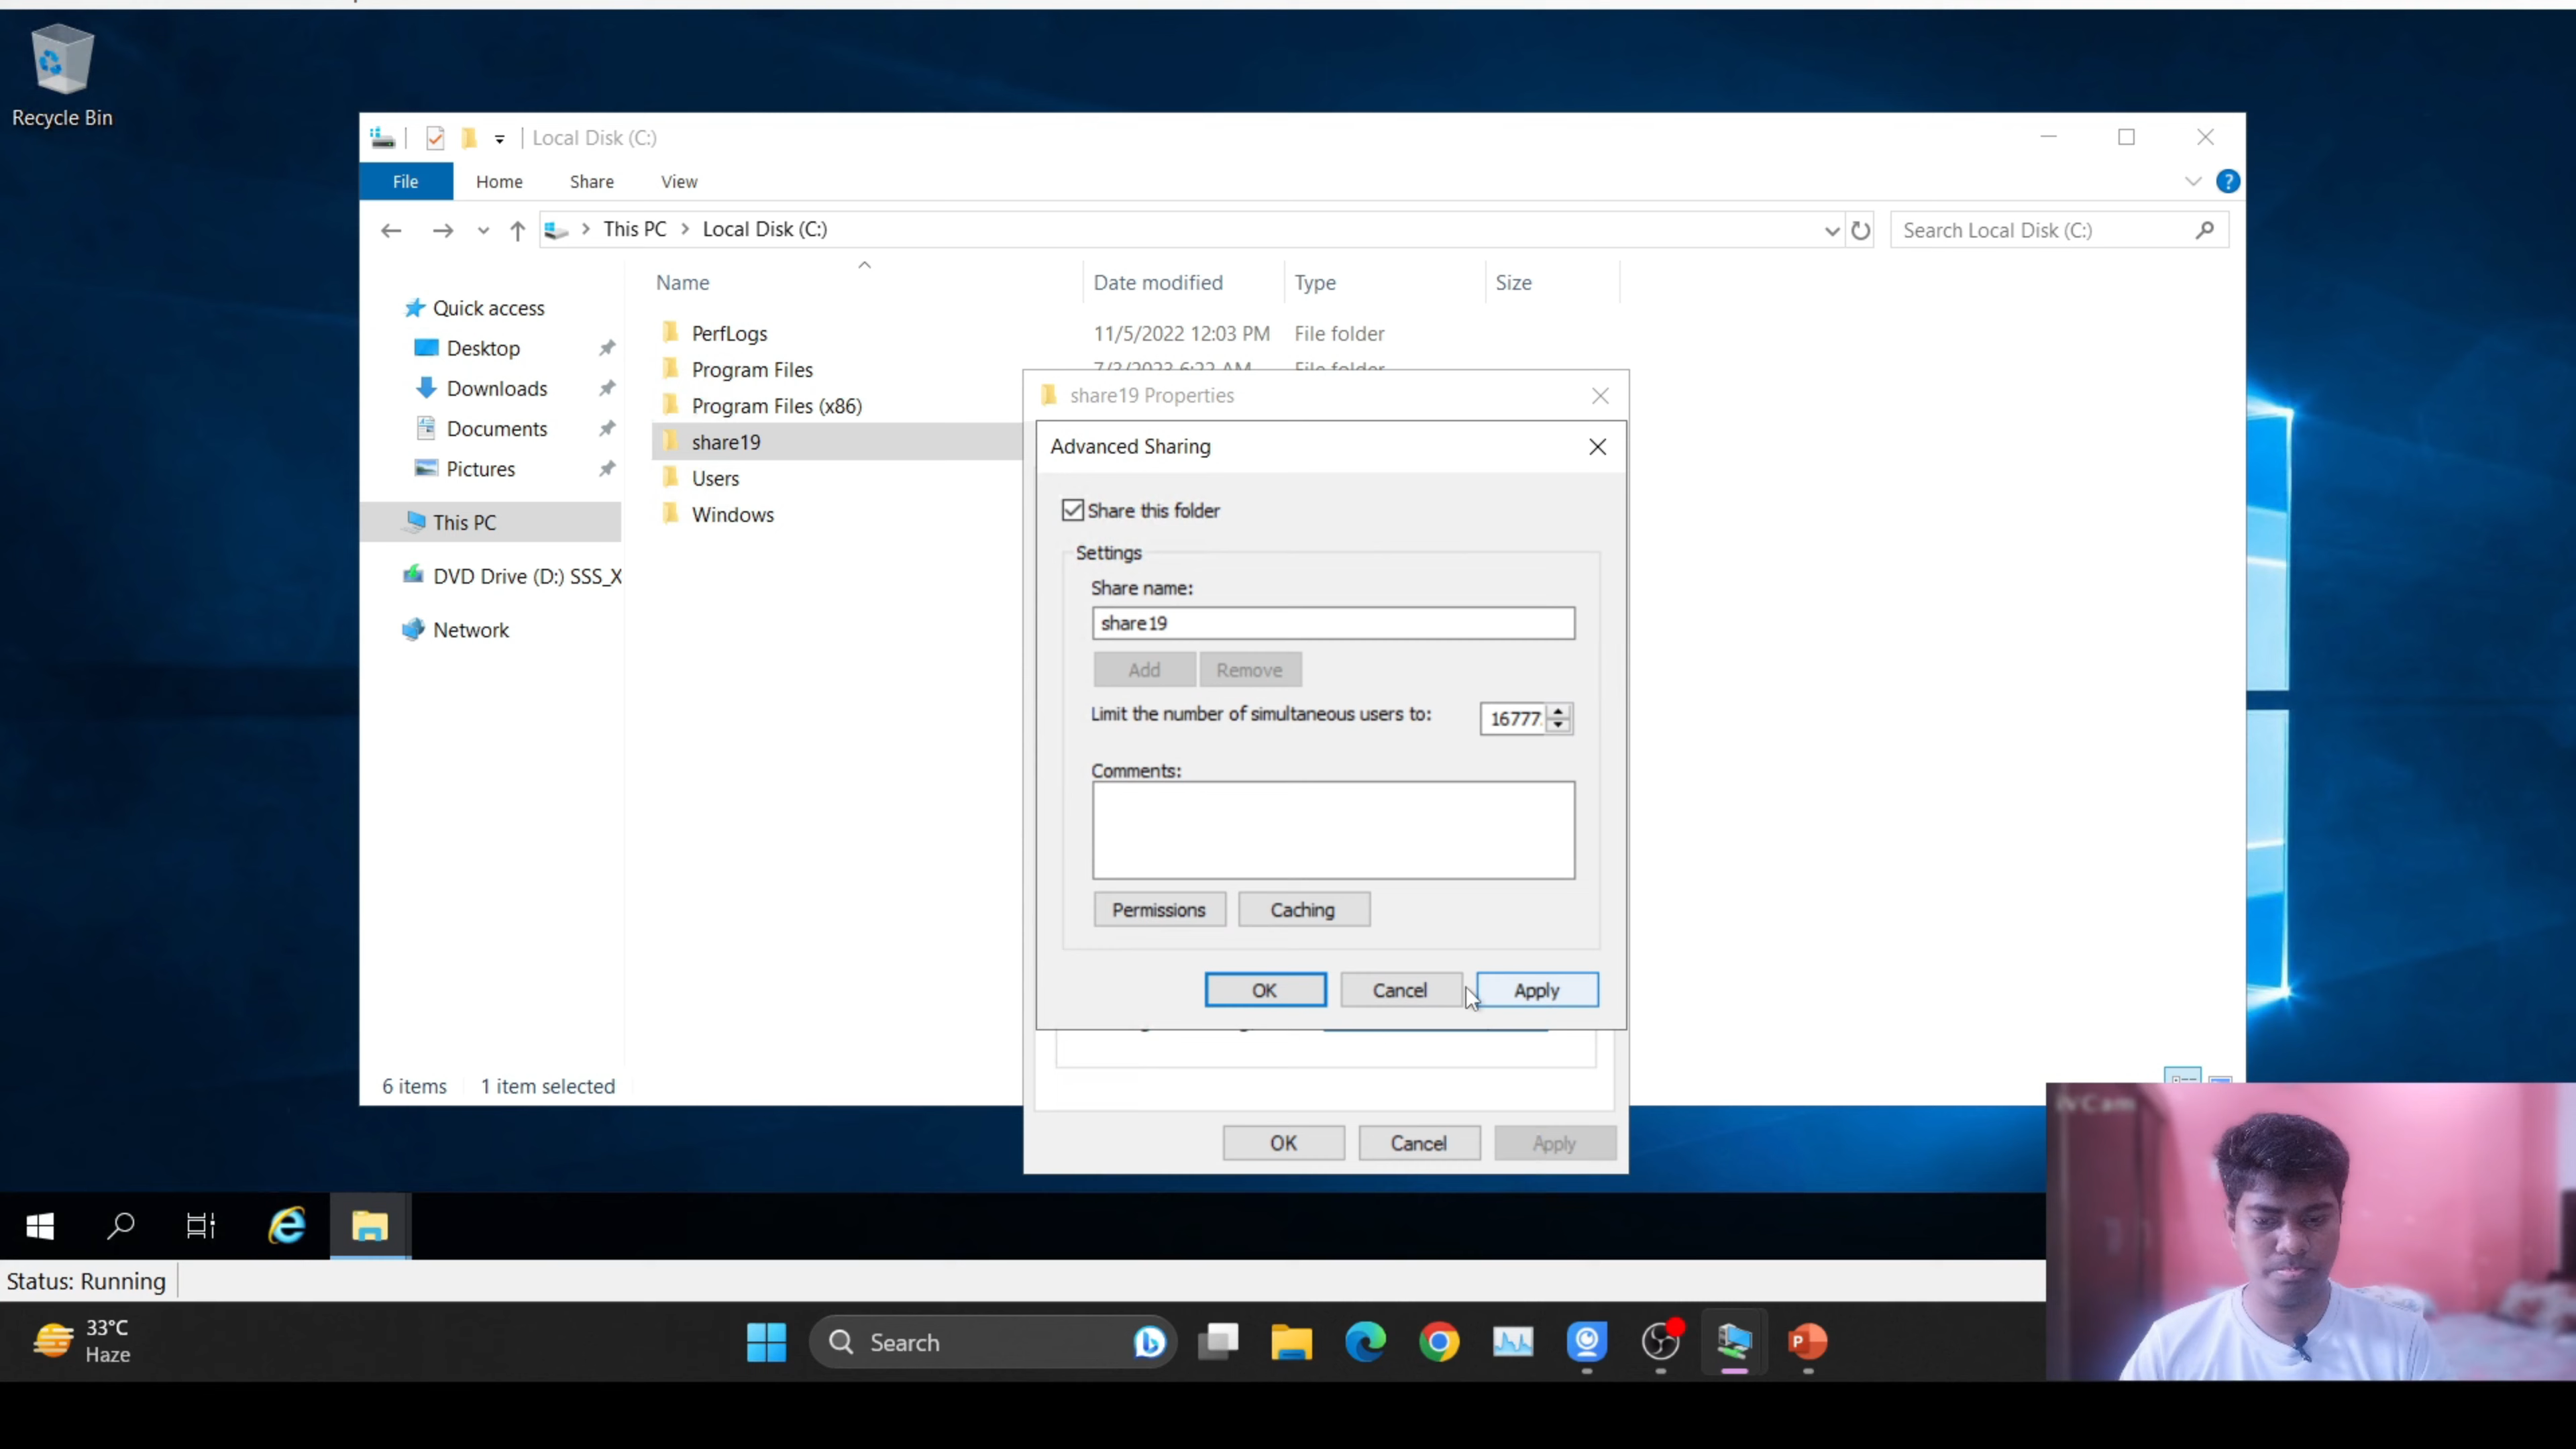 Recycle Bin
Local Disk (C:)
File Home Share View
This PC Local Disk (C:)
Search Local Disk (C:)
Name Date modified Type Size
Quick access
Desktop
Downloads
Documents
Pictures
This PC
DVD Drive (D:) SSS_X
Network
PerfLogs 11/5/2022 12:03 PM File folder
Program Files 7/3/2023 6:22 AM File folder
Program Files (x86)
share19
Users
Windows
share19 Properties
Advanced Sharing
Share this folder
Settings
Share name:
share19
Add Remove
Limit the number of simultaneous users to: 16777
Comments:
Permissions Caching
OK Cancel Apply
OK Cancel Apply
6 items 1 item selected
iVCam
Status: Running
33°C
Haze
Search